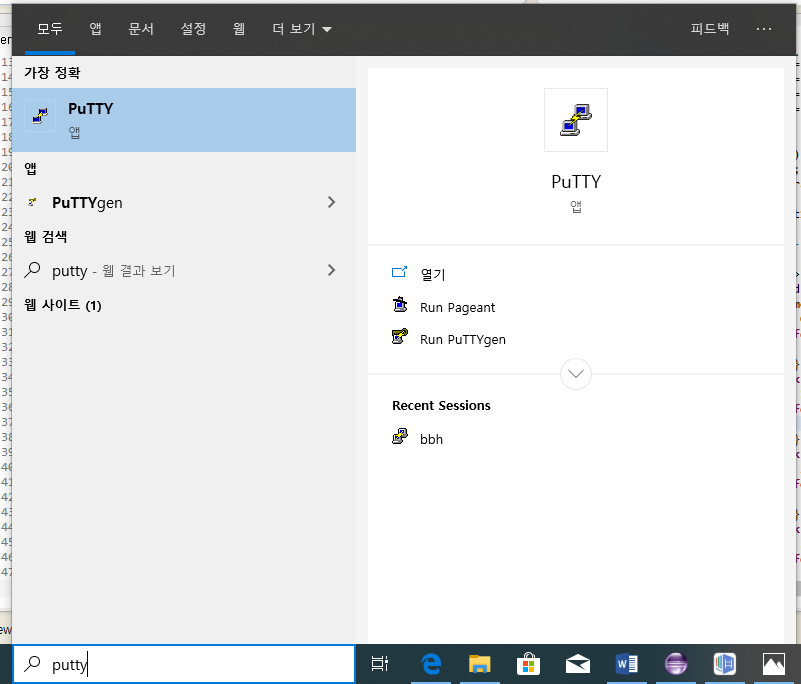 모두 앱 문서 설정 웹 더 보기 피드백 ...
가장 정확
PuTTY
앱
앱
PuTTYgen
웹 검색
putty - 웹 결과 보기
웹 사이트 (1)
PuTTY
앱
열기
Run Pageant
Run PuTTYgen
Recent Sessions
bbh
putty